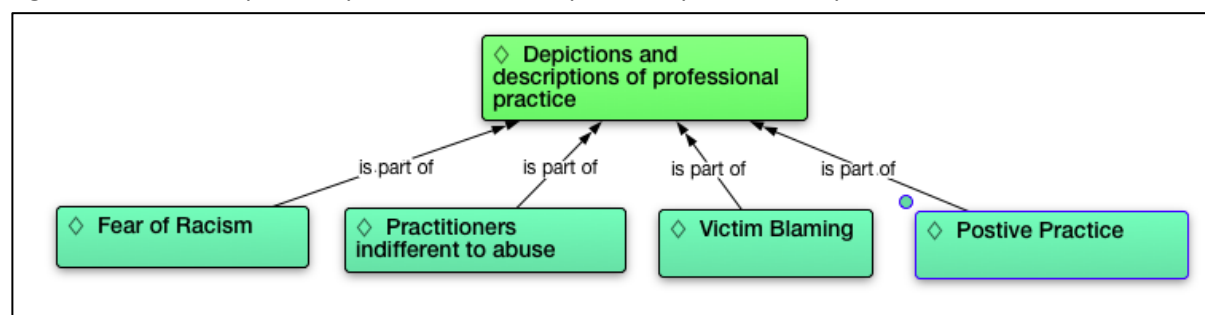 ◇ Depictions and
descriptions of professional
practice
is part of
is part of
is part of
is part of
◇ Fear of Racism
◇ Practitioners
indifferent to abuse
◇ Victim Blaming
◇ Postive Practice